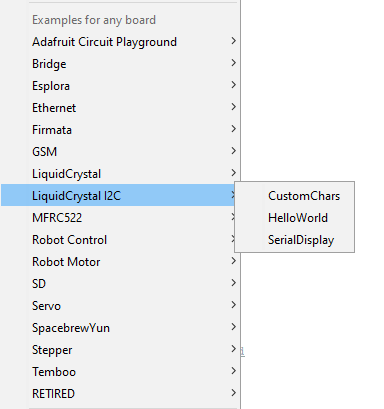 Examples for any board
Adafruit Circuit Playground
Bridge
Esplora
Ethernet
Firmata
GSM
LiquidCrystal
LiquidCrystal I2C
CustomChars
HelloWorld
SerialDisplay
MFRC522
Robot Control
Robot Motor
SD
Servo
SpacebrewYun
Stepper
Temboo
RETIRED